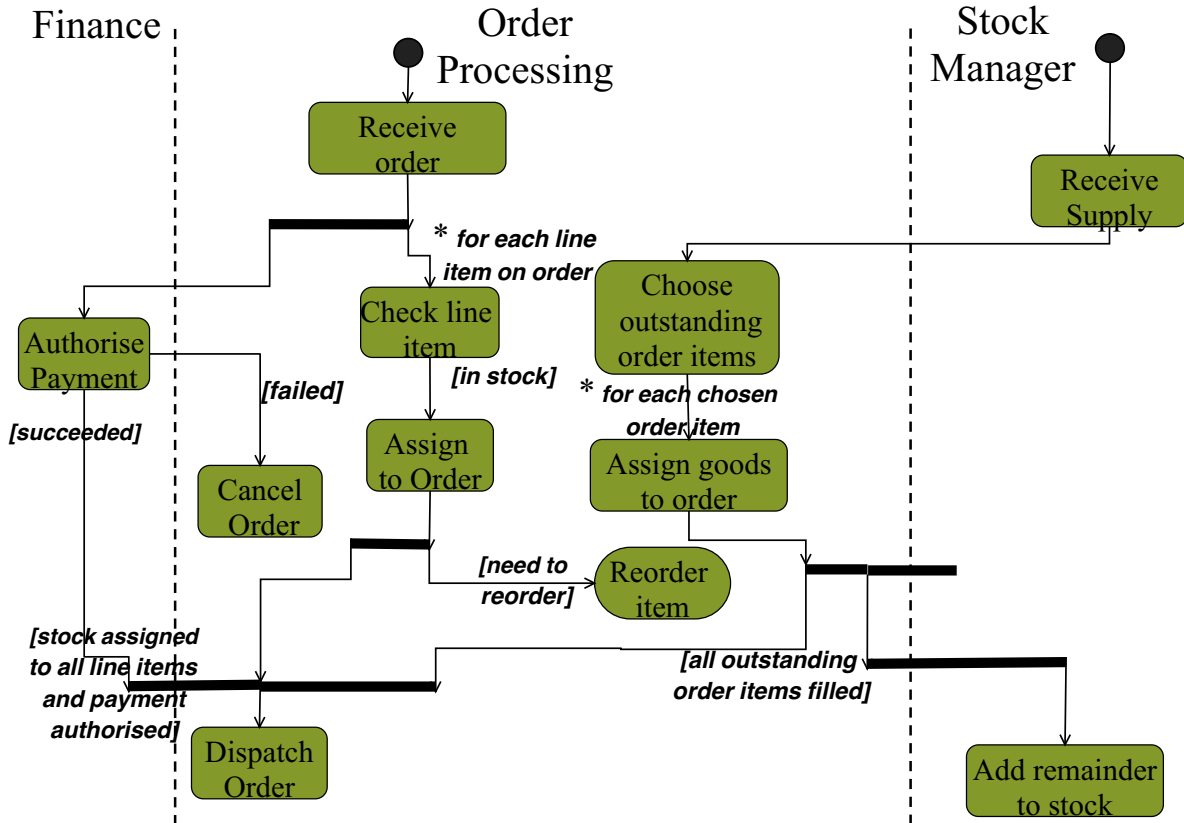 Finance
Order
Processing
Stock
Manager
Receive
order
Receive
Supply
* for each line
item on order
Choose
outstanding
order items
Check line
item
Authorise
Payment
[in stock]
[failed]
* for each chosen
order item
[succeeded]
Assign
to Order
Assign goods
to order
Cancel
Order
[need to
reorder]
Reorder
item
[stock assigned
to all line items
and payment
authorised]
[all outstanding
order items filled]
Dispatch
Order
Add remainder
to stock